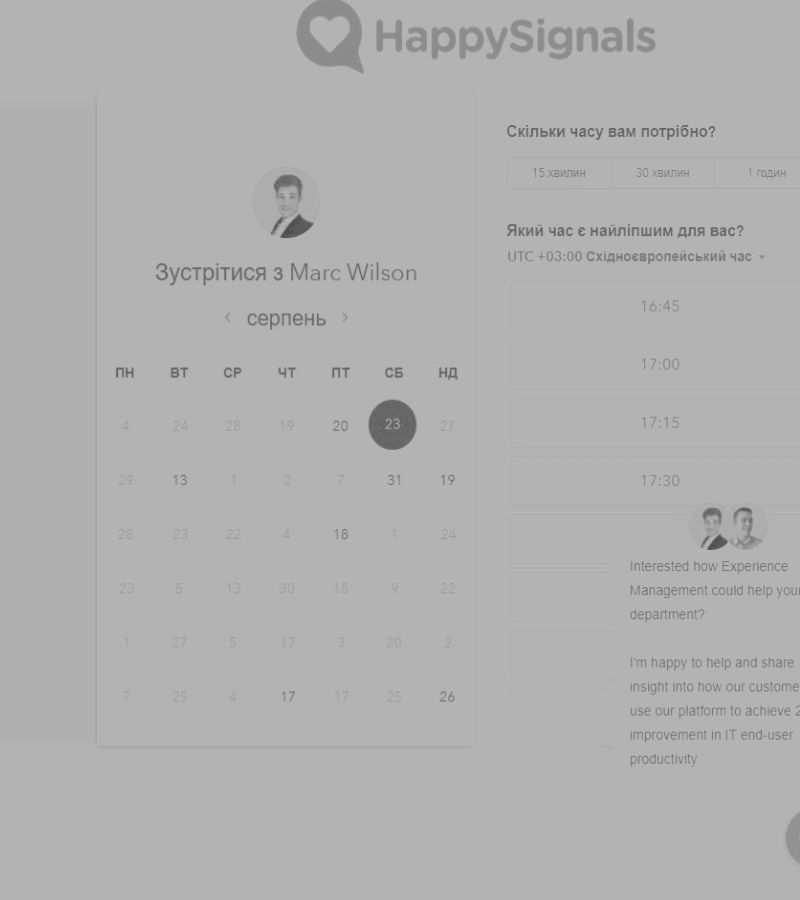 HappySignals
Зустрітися з Marc Wilson
серпень
ПН ВТ СР ЧТ ПТ СБ НД
4 24 28 19 20 23 27
29 13 1 2 7 31 19
28 23 22 4 18 1 24
23 5 13 30 15 9 22
1 27 5 17 3 20 2
7 25 4 17 17 25 26
Скільки часу вам потрібно?
15 хвилин 30 хвилин 1 годин
Який час є найліпшим для вас?
UTC +03:00 Східноєвропейський час
16:45
17:00
17:15
17:30
Interested how Experience
Management could help your
department?
I'm happy to help and share
insight into how our custome
use our platform to achieve 2
improvement in IT end-user
productivity.